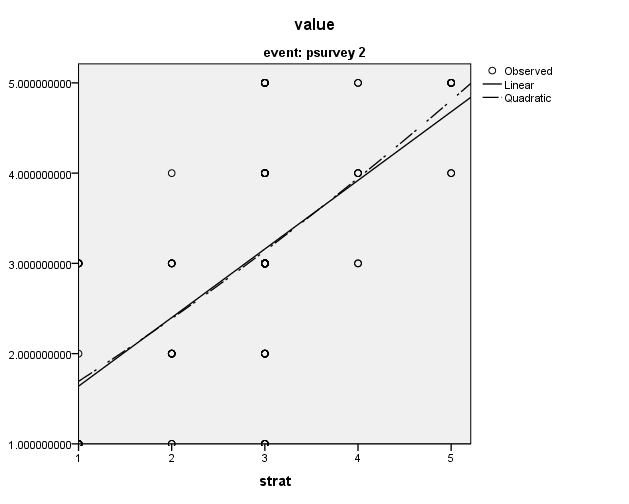 value
event: psurvey 2
Observed
Linear
Quadratic
5.000000000
4.000000000
3.000000000
2.000000000
1.000000000
1 2 3 4 5
strat